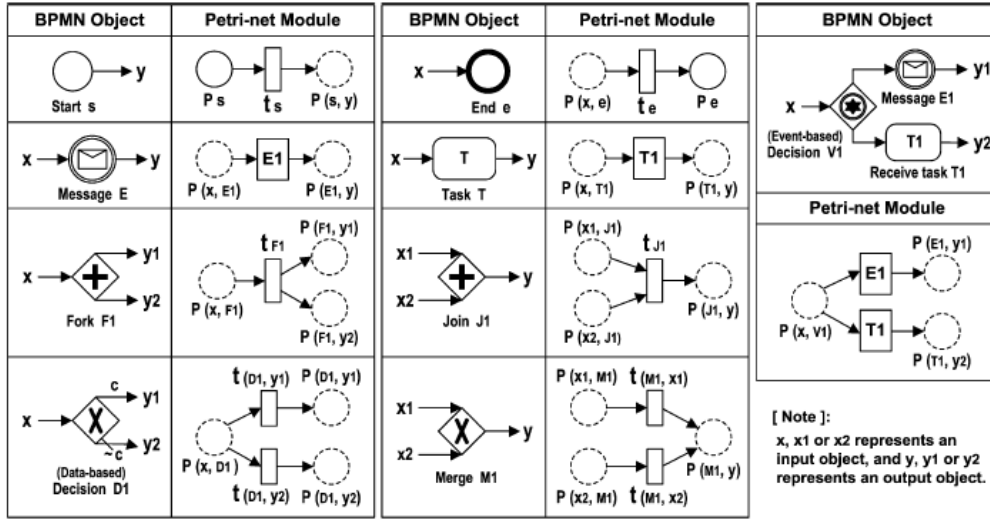 BPMN Object
Petri-net Module
x
y
Start s
P s
t s
P (s, y)
x
y
Message E
E1
P (x, E1)
P (E1, y)
x
y1
y2
Fork F1
t F1
P (F1, y1)
P (x, F1)
P (F1, y2)
c
x
y1
y2
~c
(Data-based)
Decision D1
t (D1, y1)
P (D1, y1)
P (x, D1)
t (D1, y2)
P (D1, y2)
BPMN Object
Petri-net Module
x
End e
P (x, e)
t e
P e
x
T
y
Task T
T1
P (x, T1)
P (T1, y)
x1
x2
y
Join J1
P (x1, J1)
t J1
P (J1, y)
P (x2, J1)
x1
x2
y
Merge M1
P (x1, M1)
t (M1, x1)
P (M1, y)
P (x2, M1)
t (M1, x2)
BPMN Object
y1
Message E1
x
(Event-based)
Decision V1
T1
y2
Receive task T1
Petri-net Module
P (E1, y1)
E1
P (x, V1)
T1
P (T1, y2)
[ Note ]:
x, x1 or x2 represents an
input object, and y, y1 or y2
represents an output object.